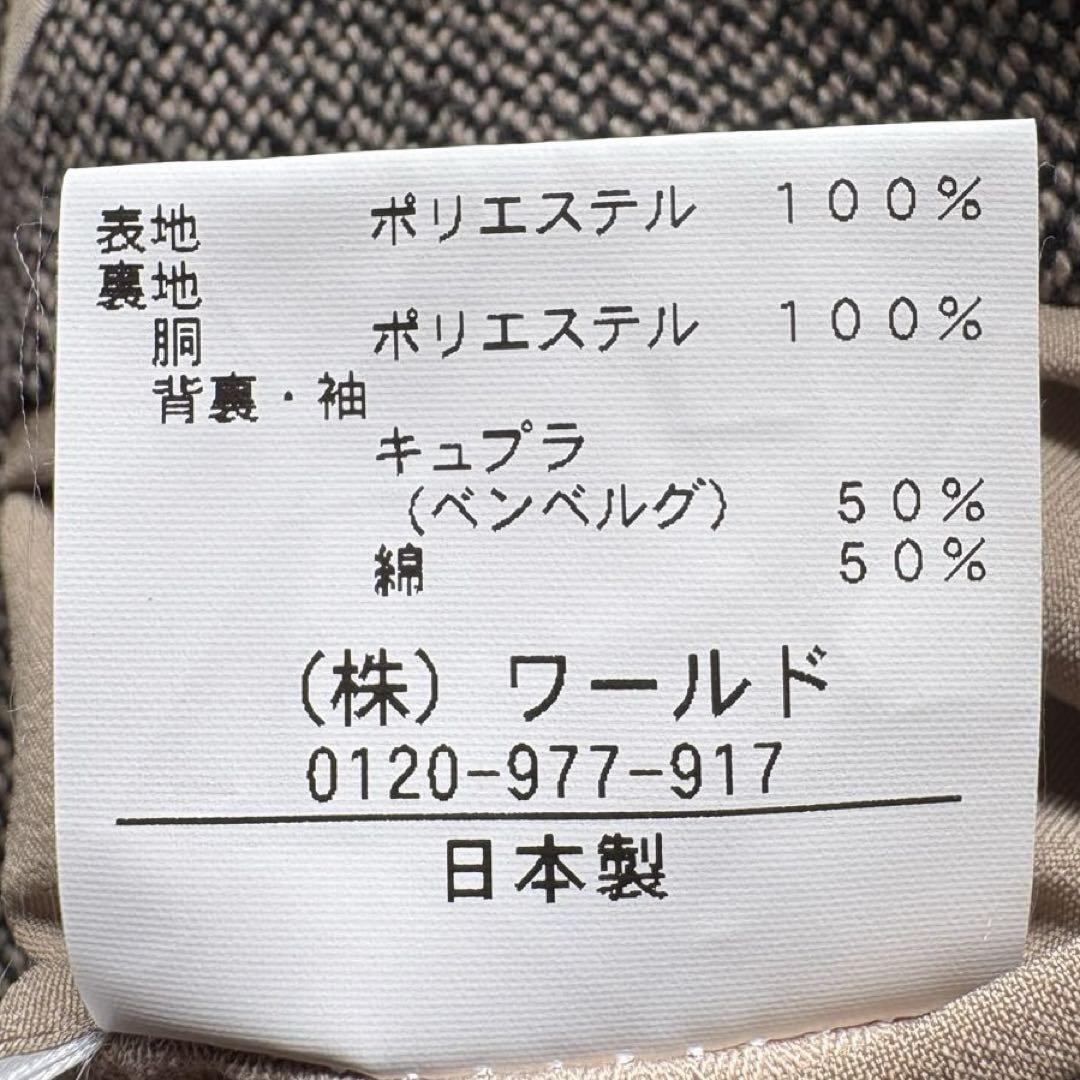 表地 ポリエステル 100%
裏地
胴 ポリエステル 100%
背裏・袖
キュプラ
(ベンベルグ) 50%
綿 50%
(株) ワールド
0120-977-917
日本製